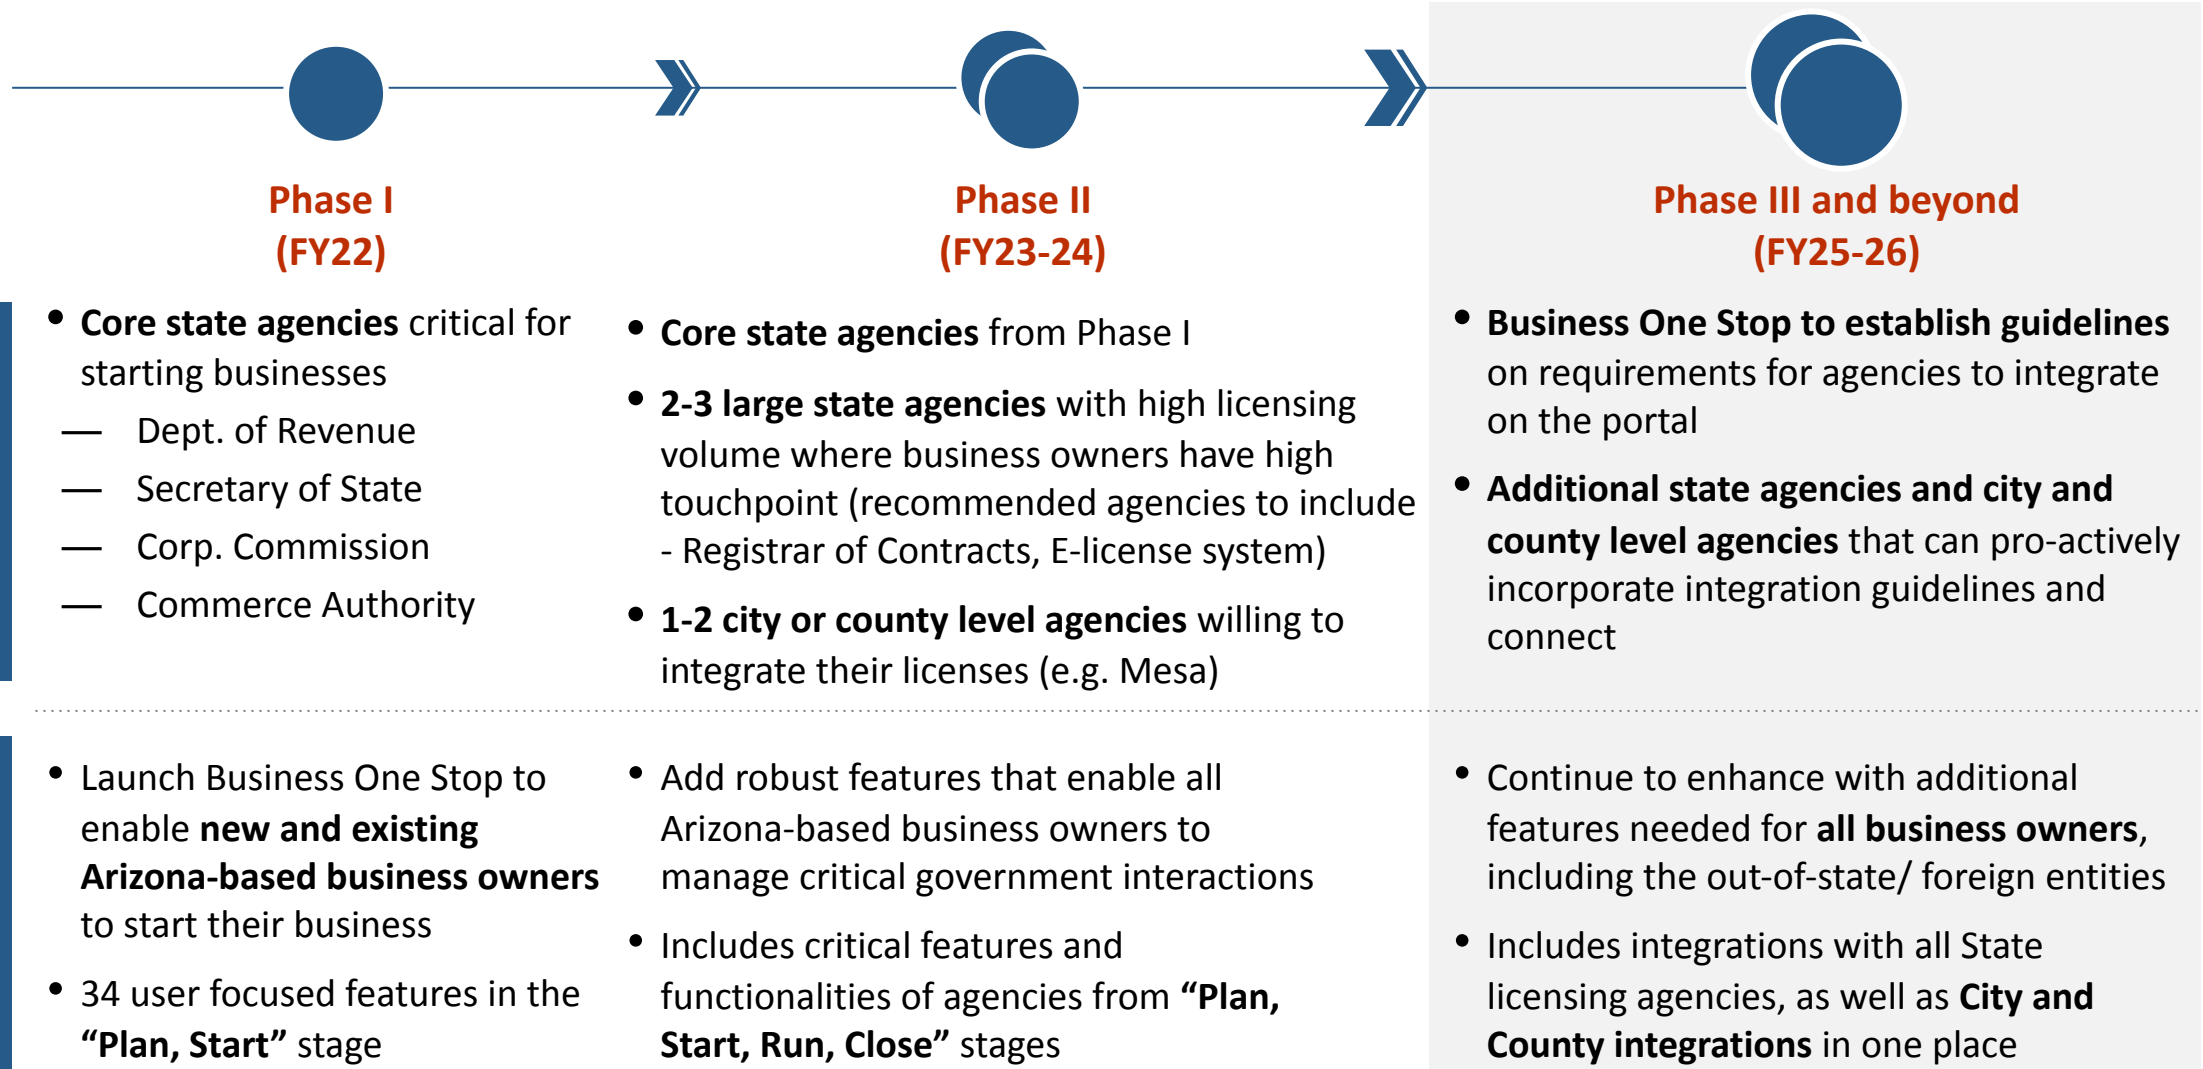 Phase I
(FY22)
Phase II
(FY23-24)
Phase III and beyond
(FY25-26)
• Core state agencies critical for
starting businesses
— Dept. of Revenue
— Secretary of State
— Corp. Commission
— Commerce Authority
• Core state agencies from Phase I
• 2-3 large state agencies with high licensing
volume where business owners have high
touchpoint (recommended agencies to include
- Registrar of Contracts, E-license system)
• 1-2 city or county level agencies willing to
integrate their licenses (e.g. Mesa)
• Business One Stop to establish guidelines
on requirements for agencies to integrate
on the portal
• Additional state agencies and city and
county level agencies that can pro-actively
incorporate integration guidelines and
connect
• Launch Business One Stop to
enable new and existing
Arizona-based business owners
to start their business
• 34 user focused features in the
“Plan, Start” stage
• Add robust features that enable all
Arizona-based business owners to
manage critical government interactions
• Includes critical features and
functionalities of agencies from “Plan,
Start, Run, Close” stages
• Continue to enhance with additional
features needed for all business owners,
including the out-of-state/ foreign entities
• Includes integrations with all State
licensing agencies, as well as City and
County integrations in one place